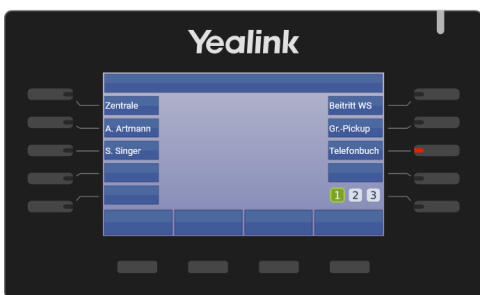 Yealink
Zentrale
Beitritt WS
A. Artmann
Gr.-Pickup
S. Singer
Telefonbuch
1 2 3